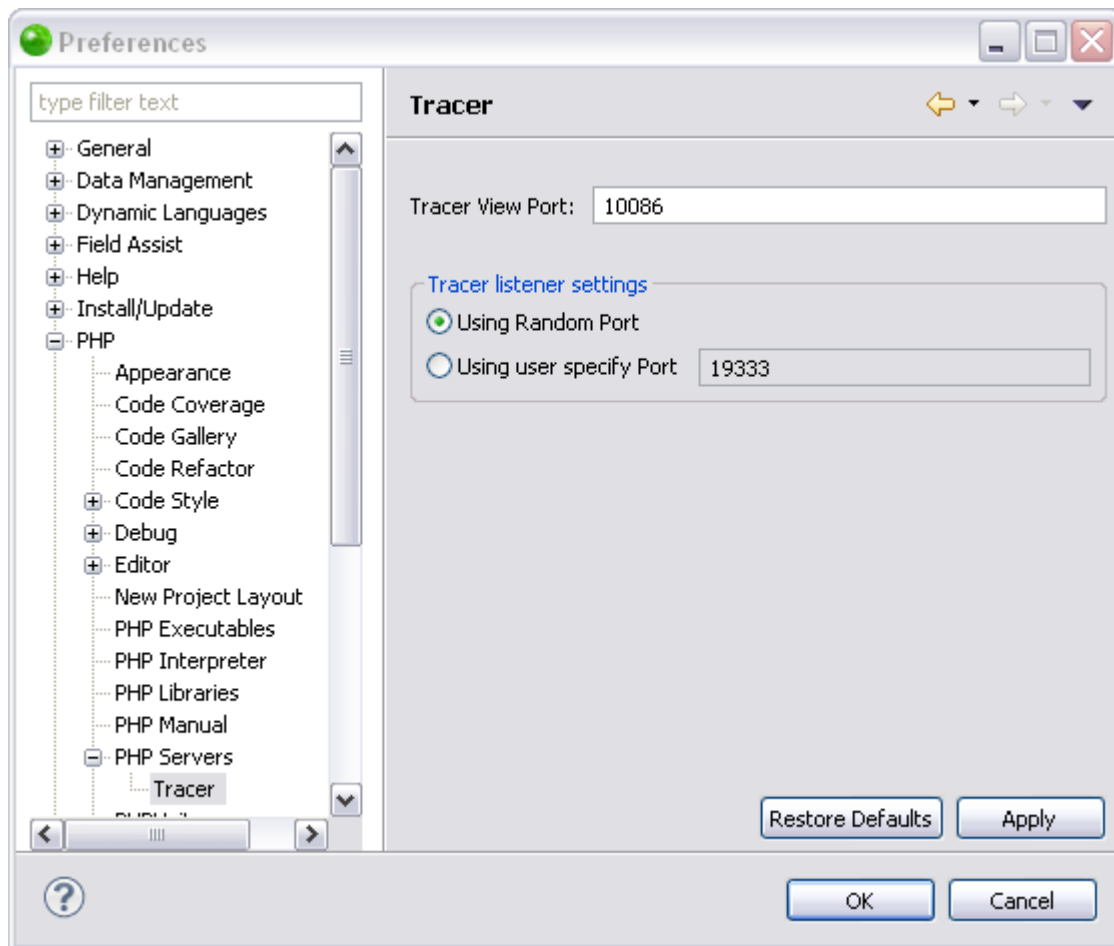 Preferences
type filter text
General
Data Management
Dynamic Languages
Field Assist
Help
Install/Update
PHP
Appearance
Code Coverage
Code Gallery
Code Refactor
Code Style
Debug
Editor
New Project Layout
PHP Executables
PHP Interpreter
PHP Libraries
PHP Manual
PHP Servers
Tracer
Tracer
Tracer View Port: 10086
Tracer listener settings
Using Random Port
Using user specify Port 19333
Restore Defaults Apply
? OK Cancel